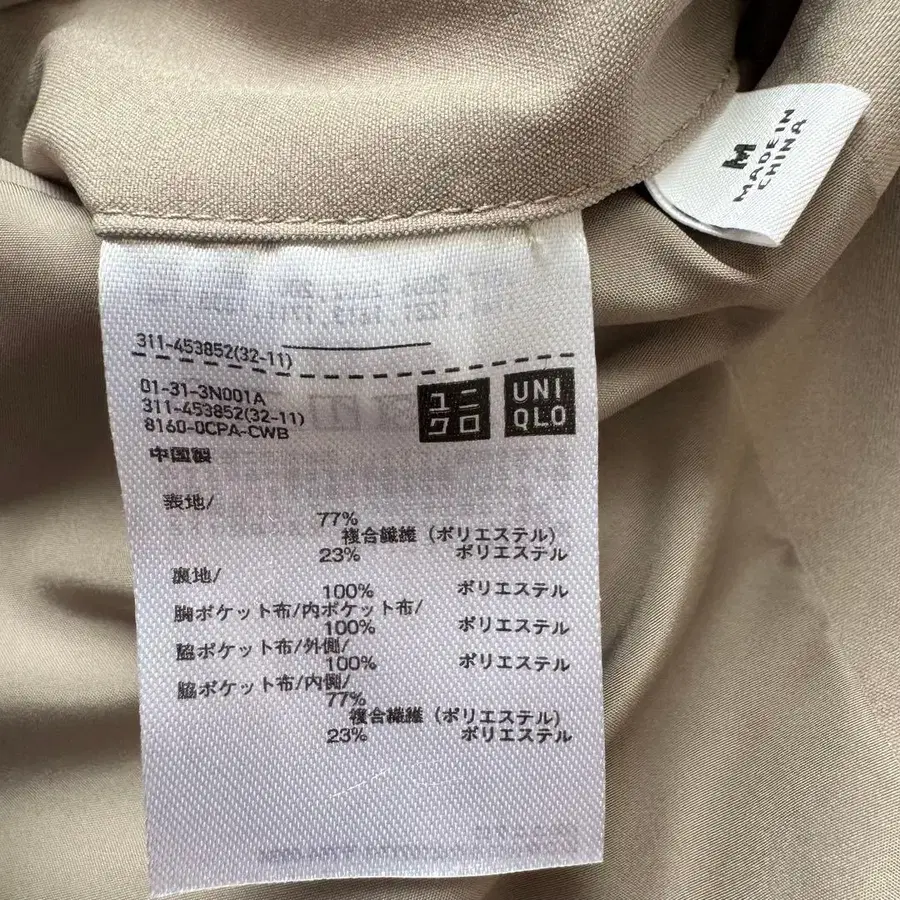 M
MADE IN
CHINA
311-453852(32-11)
01-31-3N001A
311-453852(32-11)
8160-0CPA-CWB
中国製
ユニ
クロ
UNI
QLO
表地/
77%
複合繊維 (ポリエステル)
23% ポリエステル
裏地/
100% ポリエステル
胸ポケット布/内ポケット布/
100% ポリエステル
脇ポケット布/外側/
100% ポリエステル
脇ポケット布/内側/
77%
複合繊維 (ポリエステル)
23% ポリエステル